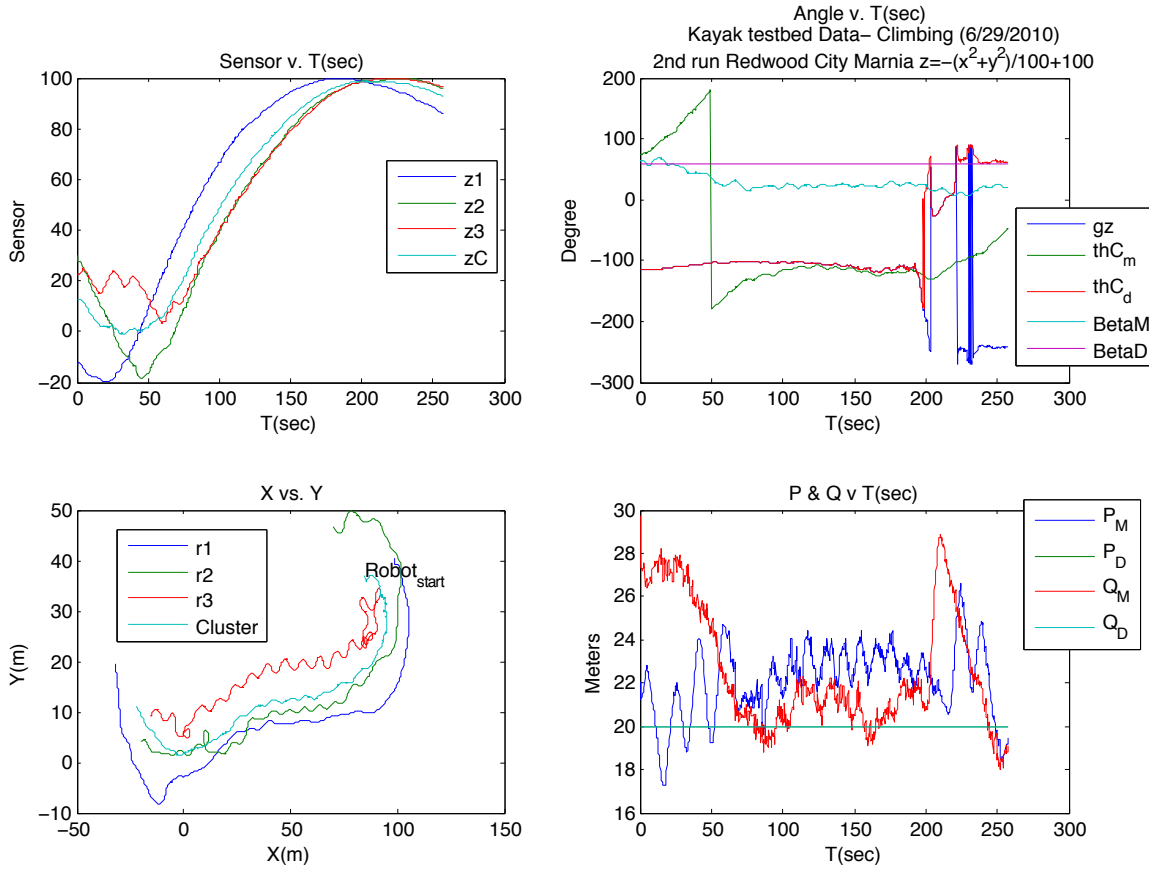 Sensor v. T(sec)
100
80
60
40
20
0
−20
0
50
100
150
200
250
300
Sensor
T(sec)
z1
z2
z3
zC
Angle v. T(sec)
Kayak testbed Data− Climbing (6/29/2010)
2nd run Redwood City Marnia z=−(x^2+y^2)/100+100
200
100
0
−100
−200
−300
0
50
100
150
200
250
300
Degree
T(sec)
gz
thC_m
thC_d
BetaM
BetaD
X vs. Y
50
40
30
20
10
0
−10
−50
0
50
100
150
Y(m)
X(m)
r1
r2
r3
Cluster
Robot_start
P & Q v T(sec)
30
28
26
24
22
20
18
16
0
50
100
150
200
250
300
Meters
T(sec)
P_M
P_D
Q_M
Q_D